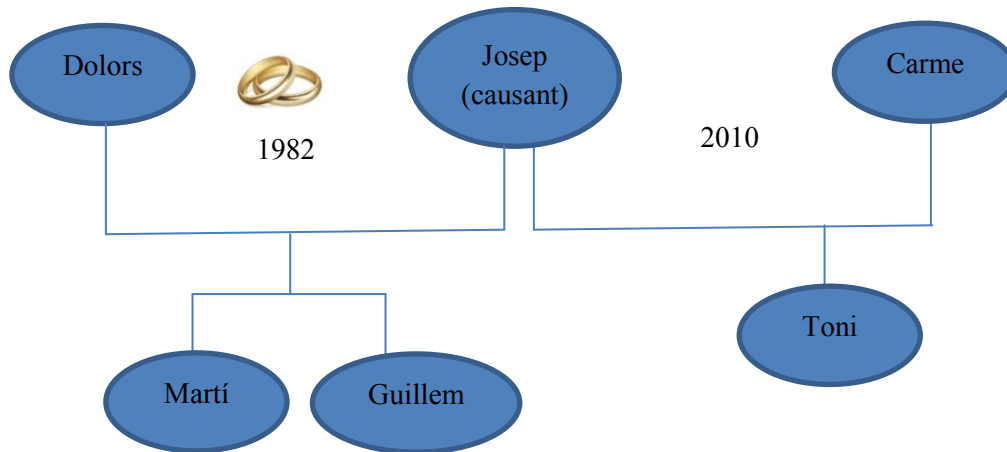 Dolors
Josep
(causant)
Carme
1982
2010
Toni
Martí
Guillem